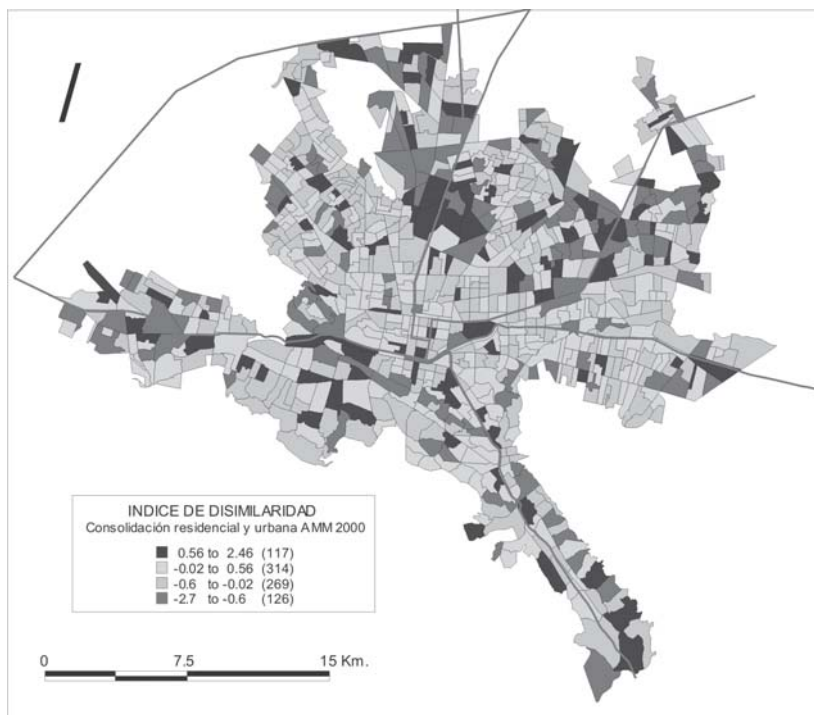 INDICE DE DISIMILARIDAD
Consolidación residencial y urbana AMM 2000
0.56 to 2.46 (117)
-0.02 to 0.56 (314)
-0.6 to -0.02 (269)
-2.7 to -0.6 (126)
0 7.5 15 Km.